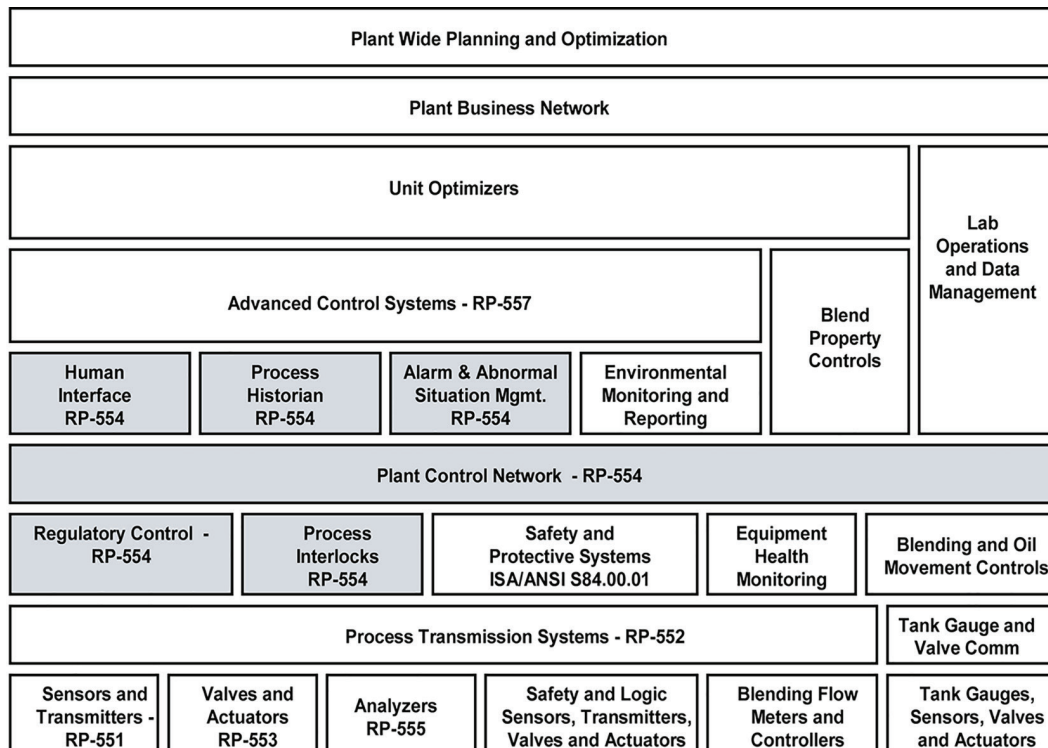 Plant Wide Planning and Optimization
Plant Business Network
Unit Optimizers
Lab
Operations
and Data
Management
Advanced Control Systems - RP-557
Blend
Property
Controls
Human
Interface
RP-554
Process
Historian
RP-554
Alarm & Abnormal
Situation Mgmt.
RP-554
Environmental
Monitoring and
Reporting
Plant Control Network - RP-554
Regulatory Control -
RP-554
Process
Interlocks
RP-554
Safety and
Protective Systems
ISA/ANSI S84.00.01
Equipment
Health
Monitoring
Blending and Oil
Movement Controls
Process Transmission Systems - RP-552
Tank Gauge and
Valve Comm
Sensors and
Transmitters -
RP-551
Valves and
Actuators
RP-553
Analyzers
RP-555
Safety and Logic
Sensors, Transmitters,
Valves and Actuators
Blending Flow
Meters and
Controllers
Tank Gauges,
Sensors, Valves
and Actuators